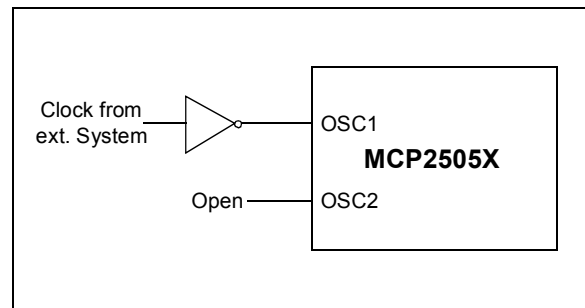 Clock from
ext. System
OSC1
MCP2505X
Open
OSC2